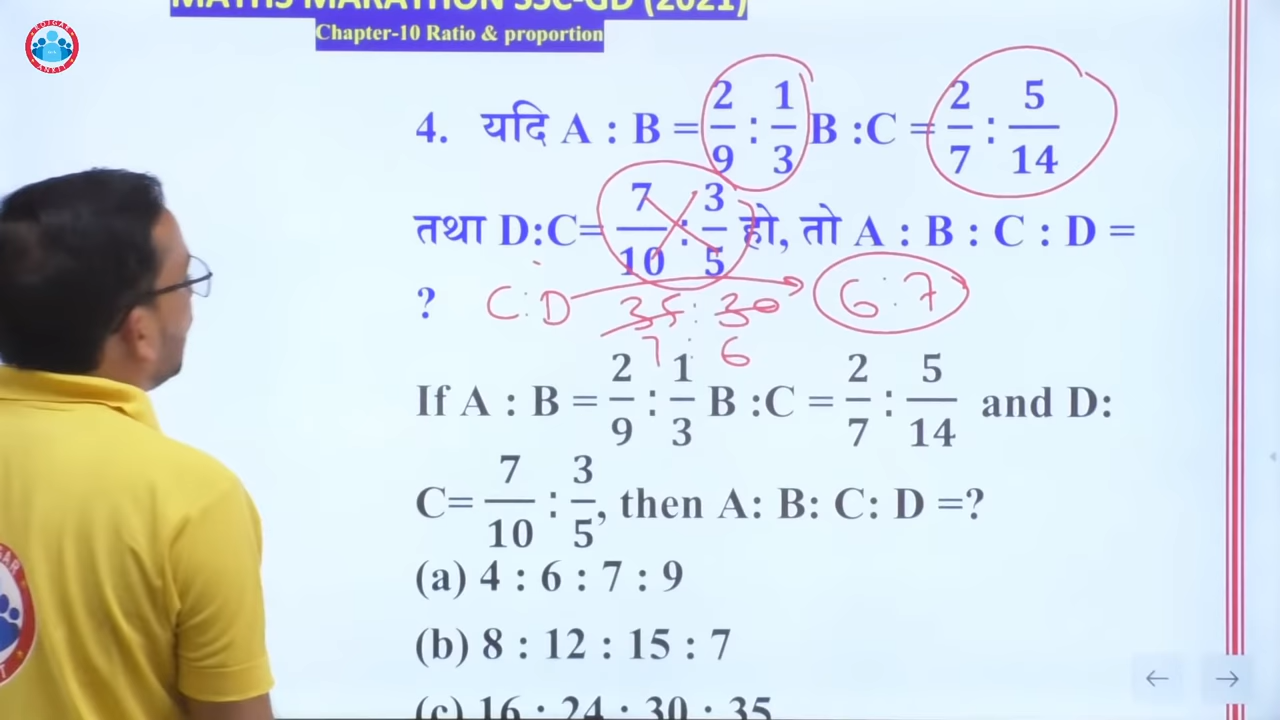 MATHS MARATHON SSC-GD (2021)
Chapter-10 Ratio & proportion
ROJGAR
ANKIT
4. यदि A : B = 2/9 : 1/3 B :C = 2/7 : 5/14
तथा D:C= 7/10 : 3/5 हो, तो A : B : C : D =
?
C:D 35 : 30 6:7
7 : 6
If A : B = 2/9 : 1/3 B :C = 2/7 : 5/14 and D:
C= 7/10 : 3/5, then A: B: C: D =?
(a) 4 : 6 : 7 : 9
(b) 8 : 12 : 15 : 7
(c) 16 : 24 : 30 : 35